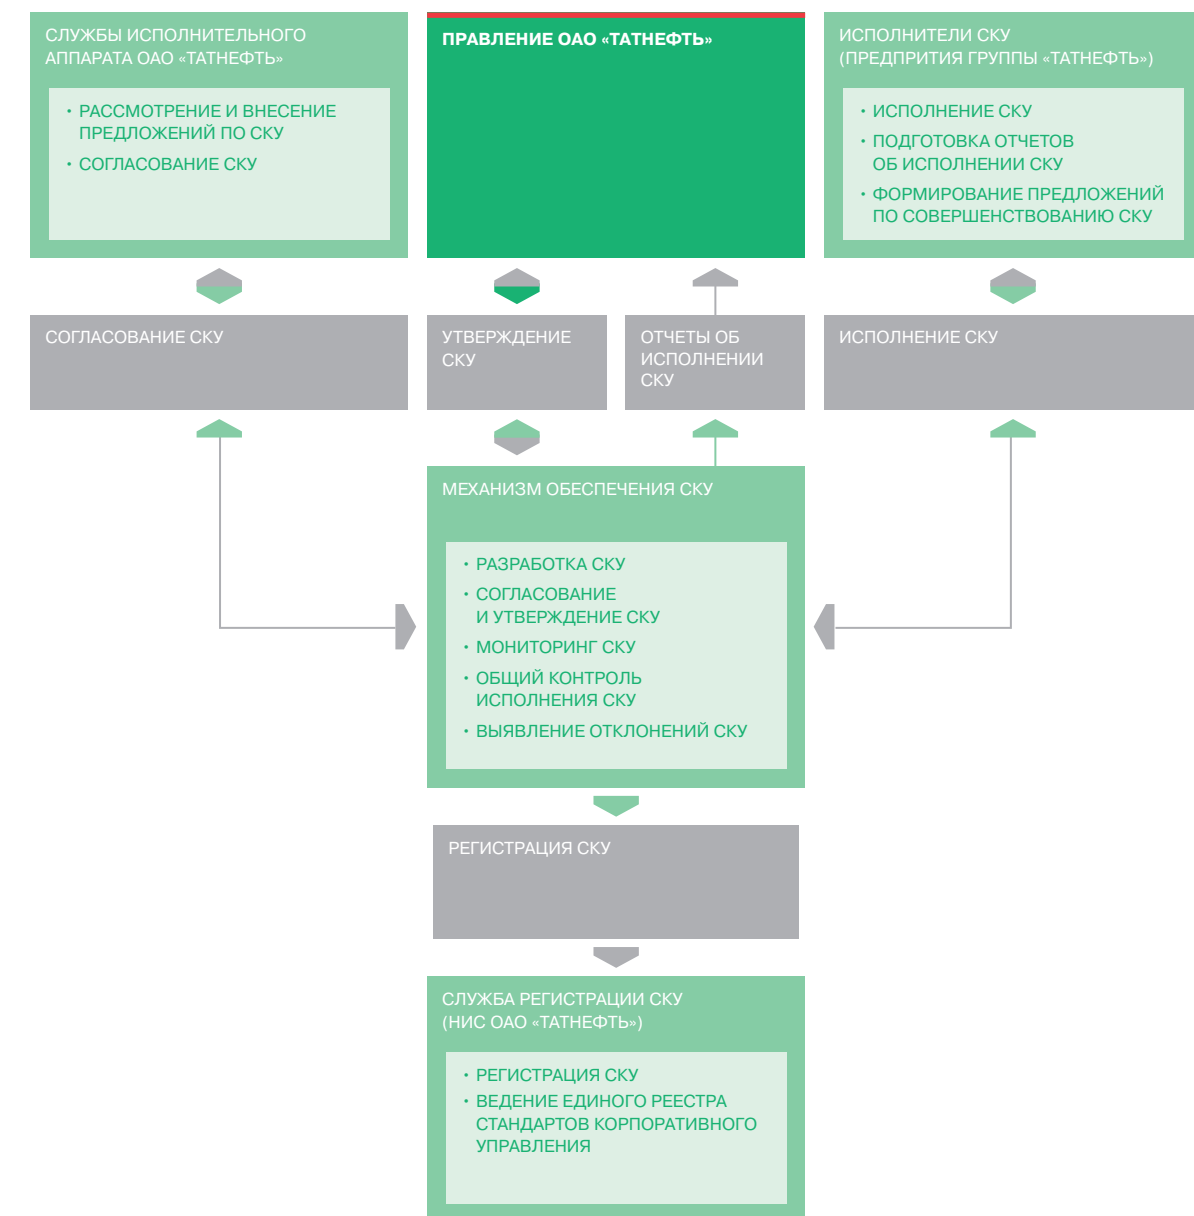 СЛУЖБЫ ИСПОЛНИТЕЛЬНОГО
АППАРАТА ОАО «ТАТНЕФТЬ»
• РАССМОТРЕНИЕ И ВНЕСЕНИЕ
ПРЕДЛОЖЕНИЙ ПО СКУ
• СОГЛАСОВАНИЕ СКУ
ПРАВЛЕНИЕ ОАО «ТАТНЕФТЬ»
ИСПОЛНИТЕЛИ СКУ
(ПРЕДПРИТИЯ ГРУППЫ «ТАТНЕФТЬ»)
• ИСПОЛНЕНИЕ СКУ
• ПОДГОТОВКА ОТЧЕТОВ
ОБ ИСПОЛНЕНИИ СКУ
• ФОРМИРОВАНИЕ ПРЕДЛОЖЕНИЙ
ПО СОВЕРШЕНСТВОВАНИЮ СКУ
СОГЛАСОВАНИЕ СКУ
УТВЕРЖДЕНИЕ
СКУ
ОТЧЕТЫ ОБ
ИСПОЛНЕНИИ
СКУ
ИСПОЛНЕНИЕ СКУ
МЕХАНИЗМ ОБЕСПЕЧЕНИЯ СКУ
• РАЗРАБОТКА СКУ
• СОГЛАСОВАНИЕ
И УТВЕРЖДЕНИЕ СКУ
• МОНИТОРИНГ СКУ
• ОБЩИЙ КОНТРОЛЬ
ИСПОЛНЕНИЯ СКУ
• ВЫЯВЛЕНИЕ ОТКЛОНЕНИЙ СКУ
РЕГИСТРАЦИЯ СКУ
СЛУЖБА РЕГИСТРАЦИИ СКУ
(НИС ОАО «ТАТНЕФТЬ»)
• РЕГИСТРАЦИЯ СКУ
• ВЕДЕНИЕ ЕДИНОГО РЕЕСТРА
СТАНДАРТОВ КОРПОРАТИВНОГО
УПРАВЛЕНИЯ